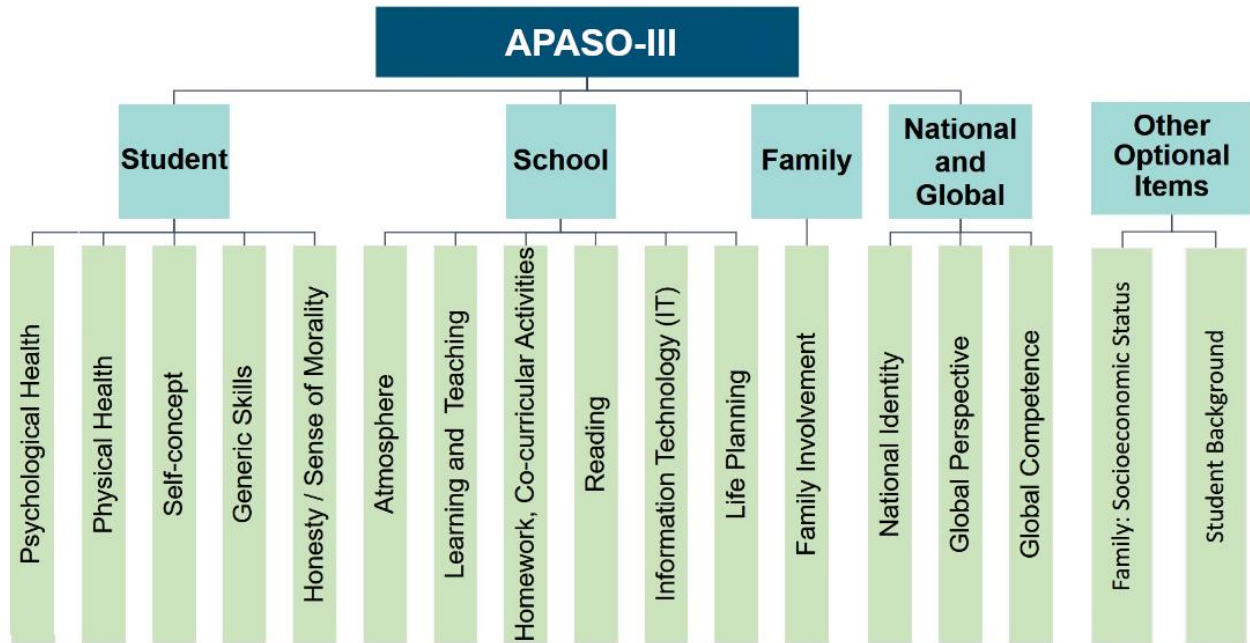 APASO-III
Student
School
Family
National
and
Global
Other
Optional
Items
Psychological Health
Physical Health
Self-concept
Generic Skills
Honesty / Sense of Morality
Atmosphere
Learning and Teaching
Homework, Co-curricular Activities
Reading
Information Technology (IT)
Life Planning
Family Involvement
National Identity
Global Perspective
Global Competence
Family: Socioeconomic Status
Student Background